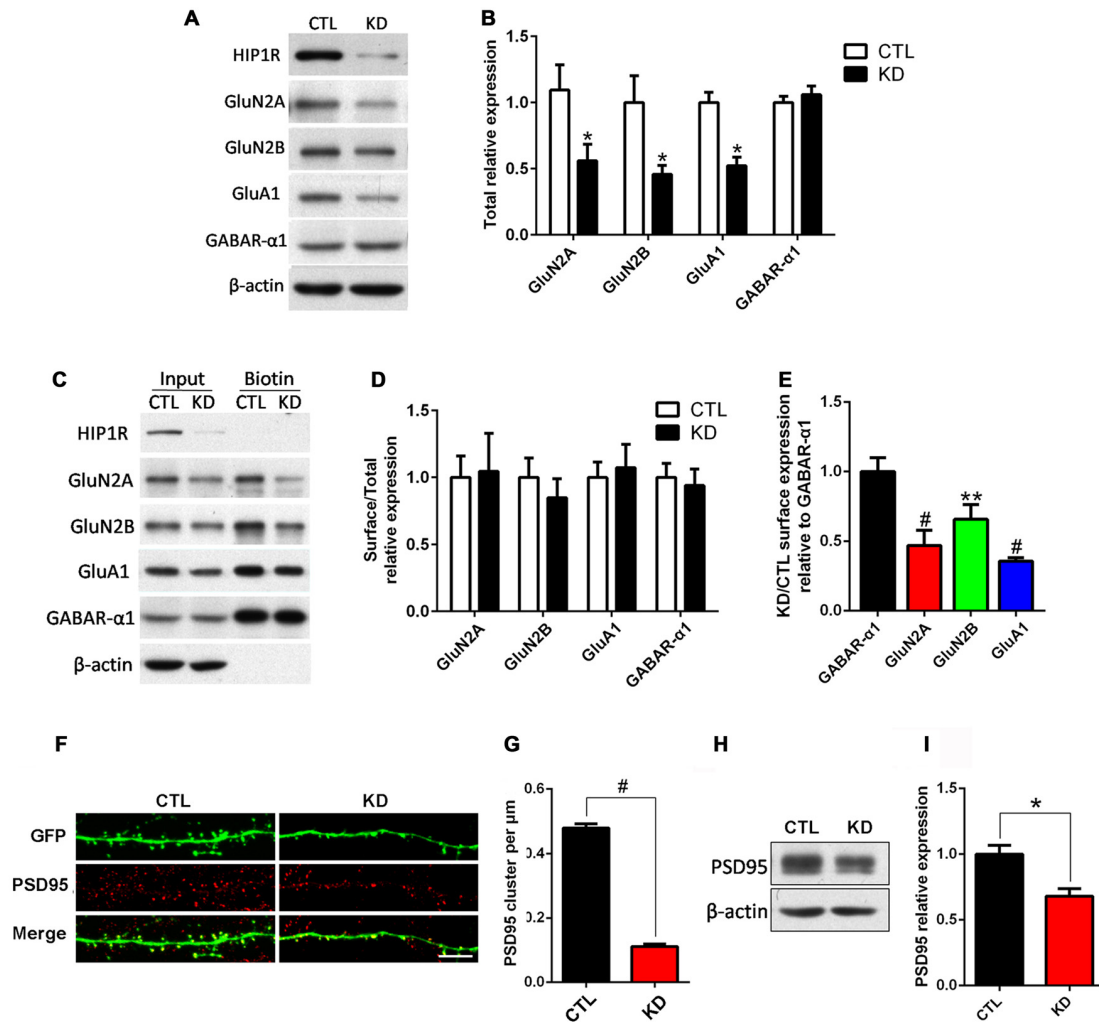 A
CTL KD
HIP1R
GluN2A
GluN2B
GluA1
GABAR-α1
β-actin
B
Total relative expression
1.5
1.0
0.5
0.0
* * *
GluN2A GluN2B GluA1 GABAR-α1
CTL
KD
C
Input Biotin
CTL KD CTL KD
HIP1R
GluN2A
GluN2B
GluA1
GABAR-α1
β-actin
D
Surface/Total
relative expression
1.5
1.0
0.5
0.0
GluN2A GluN2B GluA1 GABAR-α1
CTL
KD
E
KD/CTL surface expression
relative to GABAR-α1
1.5
1.0
0.5
0.0
# ** #
GABAR-α1 GluN2A GluN2B GluA1
F
CTL KD
GFP
PSD95
Merge
G
PSD95 cluster per μm
0.6
0.4
0.2
0.0
#
CTL KD
H
CTL KD
PSD95
β-actin
I
PSD95 relative expression
1.5
1.0
0.5
0.0
*
CTL KD